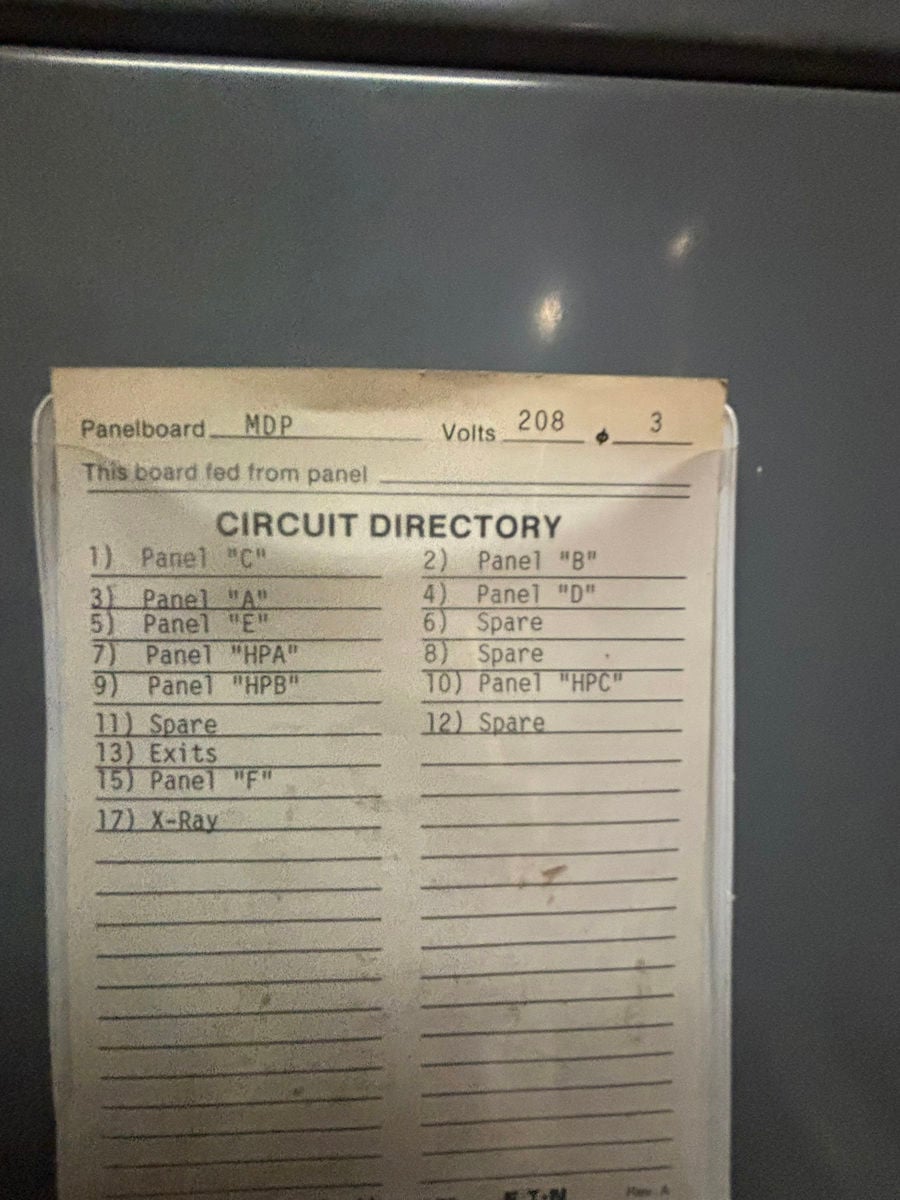 Panelboard MDP Volts 208 ϕ 3
This board fed from panel
CIRCUIT DIRECTORY
1) Panel "C" 2) Panel "B"
3) Panel "A" 4) Panel "D"
5) Panel "E" 6) Spare
7) Panel "HPA" 8) Spare
9) Panel "HPB" 10) Panel "HPC"
11) Spare 12) Spare
13) Exits
15) Panel "F"
17) X-Ray
Rev. A